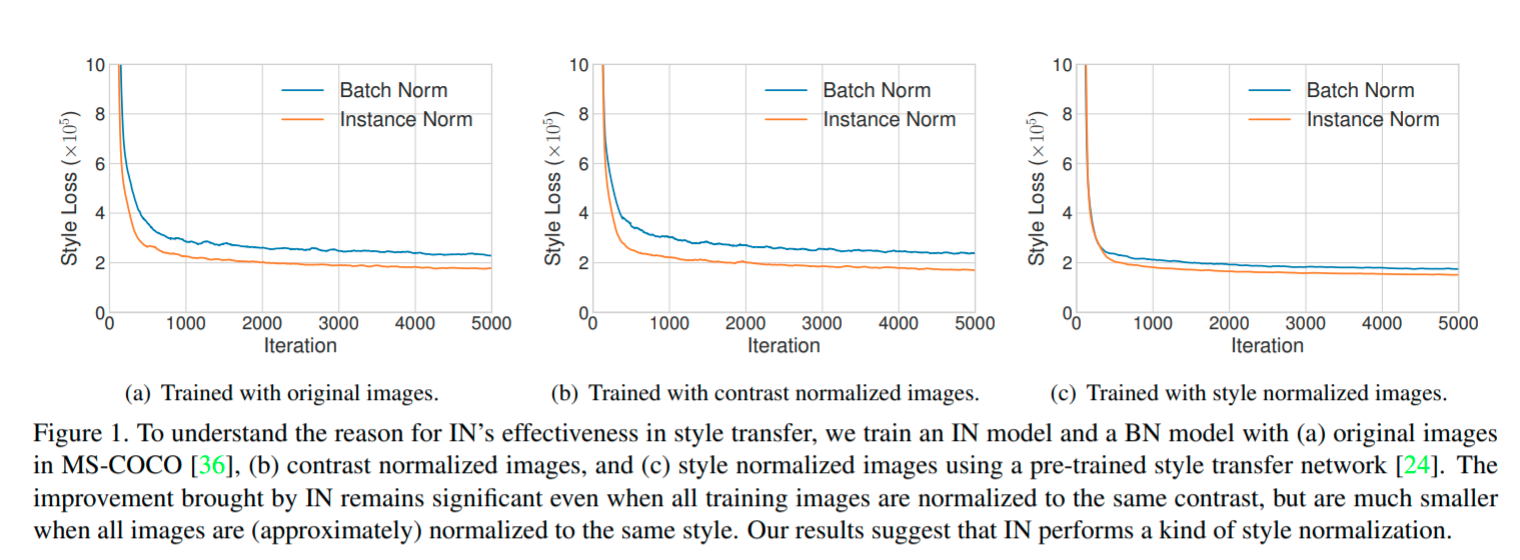 10
8
6
4
2
0
Style Loss (×10⁵)
Batch Norm
Instance Norm
0 1000 2000 3000 4000 5000
Iteration
10
8
6
4
2
0
Style Loss (×10⁵)
Batch Norm
Instance Norm
0 1000 2000 3000 4000 5000
Iteration
10
8
6
4
2
0
Style Loss (×10⁵)
Batch Norm
Instance Norm
0 1000 2000 3000 4000 5000
Iteration
(a) Trained with original images.
(b) Trained with contrast normalized images.
(c) Trained with style normalized images.
Figure 1. To understand the reason for IN's effectiveness in style transfer, we train an IN model and a BN model with (a) original images
in MS-COCO [36], (b) contrast normalized images, and (c) style normalized images using a pre-trained style transfer network [24]. The
improvement brought by IN remains significant even when all training images are normalized to the same contrast, but are much smaller
when all images are (approximately) normalized to the same style. Our results suggest that IN performs a kind of style normalization.